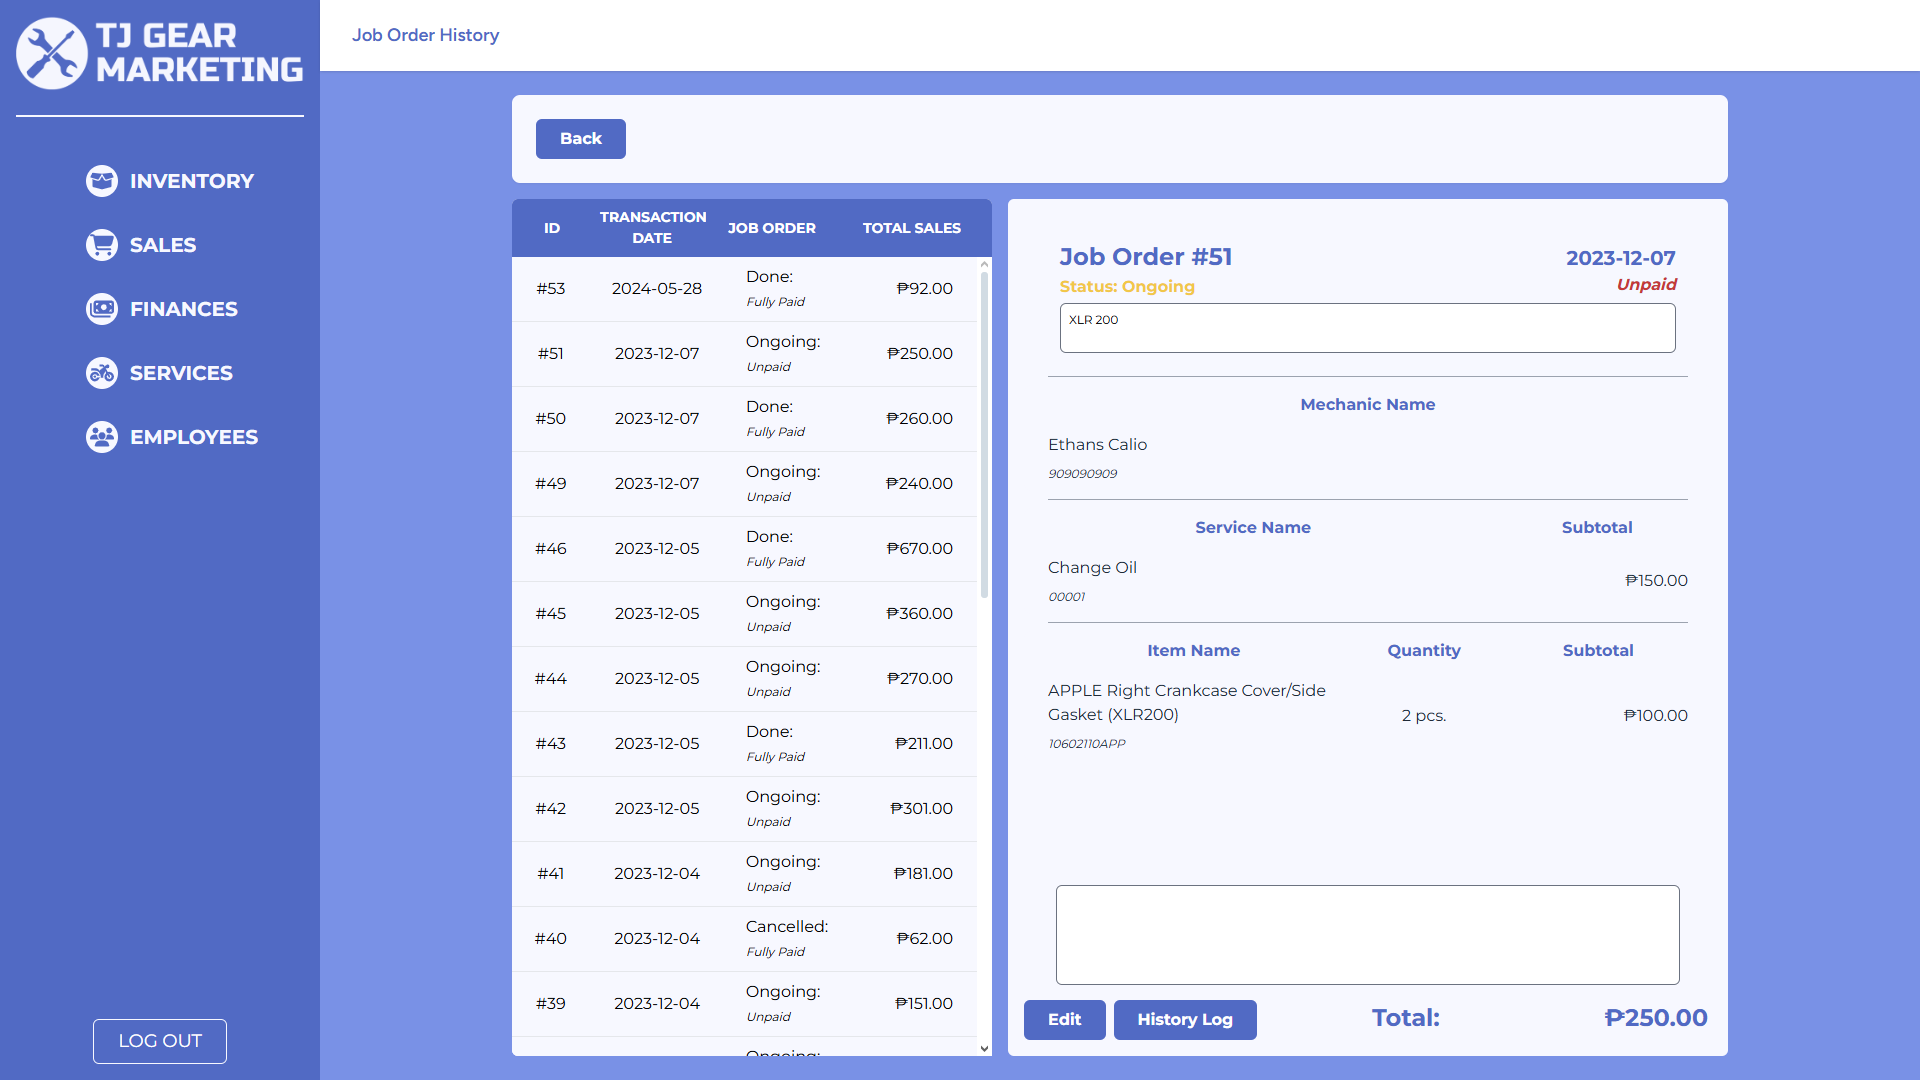 TJ GEAR
MARKETING
INVENTORY
SALES
FINANCES
SERVICES
EMPLOYEES
LOG OUT
Job Order History
Back
ID TRANSACTION DATE JOB ORDER TOTAL SALES
#53 2024-05-28 Done: ₱92.00
Fully Paid
#51 2023-12-07 Ongoing: ₱250.00
Unpaid
#50 2023-12-07 Done: ₱260.00
Fully Paid
#49 2023-12-07 Ongoing: ₱240.00
Unpaid
#46 2023-12-05 Done: ₱670.00
Fully Paid
#45 2023-12-05 Ongoing: ₱360.00
Unpaid
#44 2023-12-05 Ongoing: ₱270.00
Unpaid
#43 2023-12-05 Done: ₱211.00
Fully Paid
#42 2023-12-05 Ongoing: ₱301.00
Unpaid
#41 2023-12-04 Ongoing: ₱181.00
Unpaid
#40 2023-12-04 Cancelled: ₱62.00
Fully Paid
#39 2023-12-04 Ongoing: ₱151.00
Unpaid
Ongoing:
Job Order #51 2023-12-07
Status: Ongoing Unpaid
XLR 200
Mechanic Name
Ethans Calio
909090909
Service Name Subtotal
Change Oil ₱150.00
00001
Item Name Quantity Subtotal
APPLE Right Crankcase Cover/Side
Gasket (XLR200) 2 pcs. ₱100.00
10602110APP
Edit History Log Total: ₱250.00